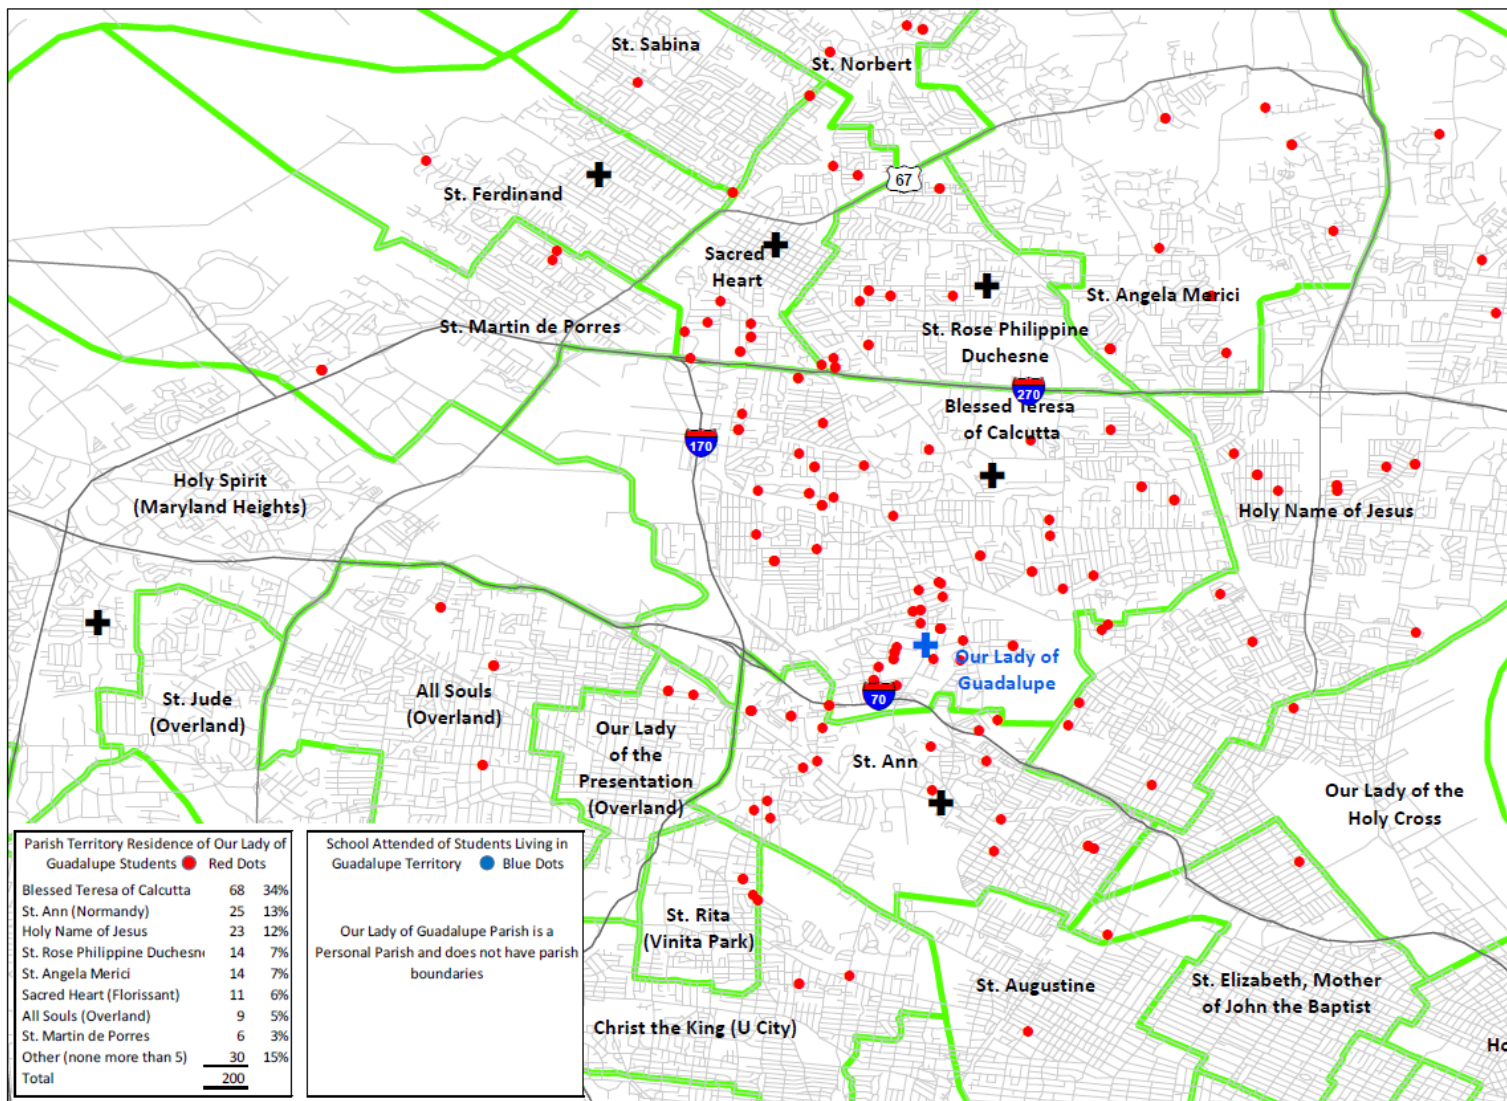 St. Sabina
St. Norbert
67
St. Ferdinand
Sacred
Heart
St. Angela Merici
St. Martin de Porres
St. Rose Philippine
Duchesne
270
Blessed Teresa
of Calcutta
170
Holy Spirit
(Maryland Heights)
Holy Name of Jesus
Our Lady of
Guadalupe
70
St. Jude
(Overland)
All Souls
(Overland)
Our Lady
of the
Presentation
(Overland)
St. Ann
Our Lady of the
Holy Cross
St. Rita
(Vinita Park)
St. Augustine
St. Elizabeth, Mother
of John the Baptist
Christ the King (U City)
Ho
Parish Territory Residence of Our Lady of
Guadalupe Students Red Dots
Blessed Teresa of Calcutta 68 34%
St. Ann (Normandy) 25 13%
Holy Name of Jesus 23 12%
St. Rose Philippine Duchesn 14 7%
St. Angela Merici 14 7%
Sacred Heart (Florissant) 11 6%
All Souls (Overland) 9 5%
St. Martin de Porres 6 3%
Other (none more than 5) 30 15%
Total 200
School Attended of Students Living in
Guadalupe Territory Blue Dots
Our Lady of Guadalupe Parish is a
Personal Parish and does not have parish
boundaries